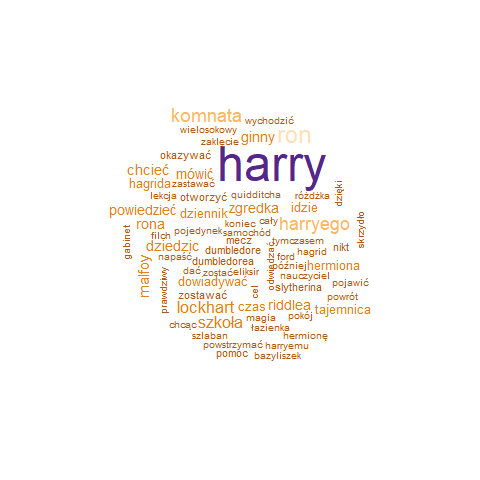 komnata
wychodzić
wielosokowy
ron
ginny
zaklęcie
harry
okazywać
chcieć
mówić
hagrida
zastawać
lekcja
otworzyć
quidditcha
różdżka
dzięki
powiedzieć
dziennik
zgredka
idzie
rona
pojedynek
koniec
cały
samochód
harryego
skrzydło
gabinet
filch
dziedzic
mecz
tymczasem
nikt
napaść
dumbledore
odwiedzać
ford
hagrid
malfoy
dumbledorea
później
hermiona
prawdziwy
dać
zostać
eliksir
nauczyciel
dowiadywać
cel
slytherina
pojawić
zostawać
powrót
lockhart
czas
riddlea
tajemnica
chcąc
szkoła
magia
pokój
łazienka
szlaban
hermionę
powstrzymać
harryemu
pomóc
bazyliszek